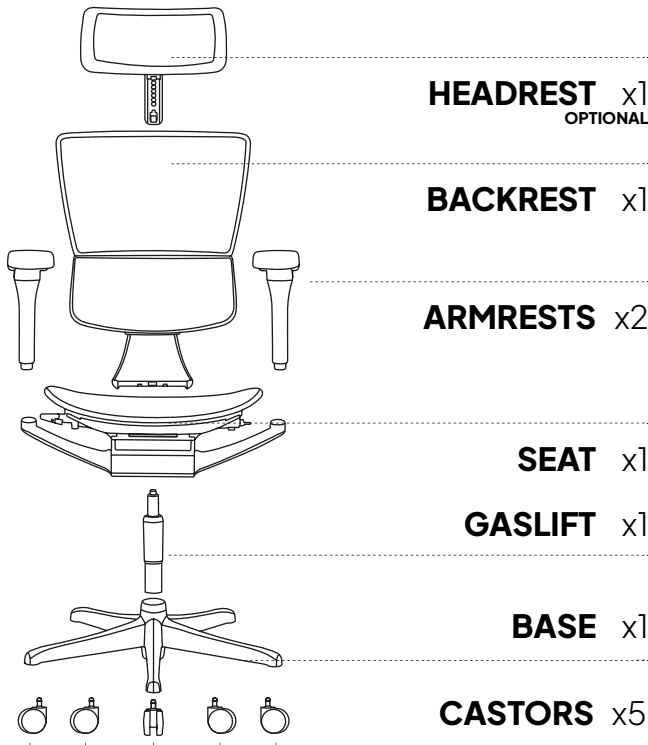 HEADREST x1
OPTIONAL
BACKREST x1
ARMRESTS x2
SEAT x1
GASLIFT x1
BASE x1
CASTORS x5